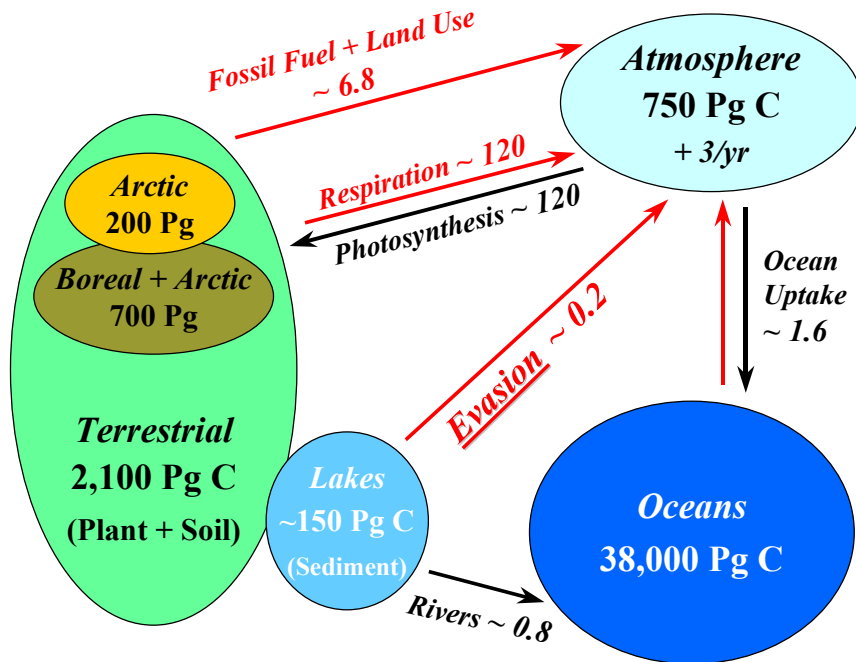 Fossil Fuel + Land Use
~ 6.8
Atmosphere
750 Pg C
+ 3/yr
Arctic
200 Pg
Respiration ~ 120
Photosynthesis ~ 120
Boreal + Arctic
700 Pg
Ocean
Uptake
~ 1.6
Evasion ~ 0.2
Terrestrial
2,100 Pg C
(Plant + Soil)
Lakes
~150 Pg C
(Sediment)
Oceans
38,000 Pg C
Rivers ~ 0.8